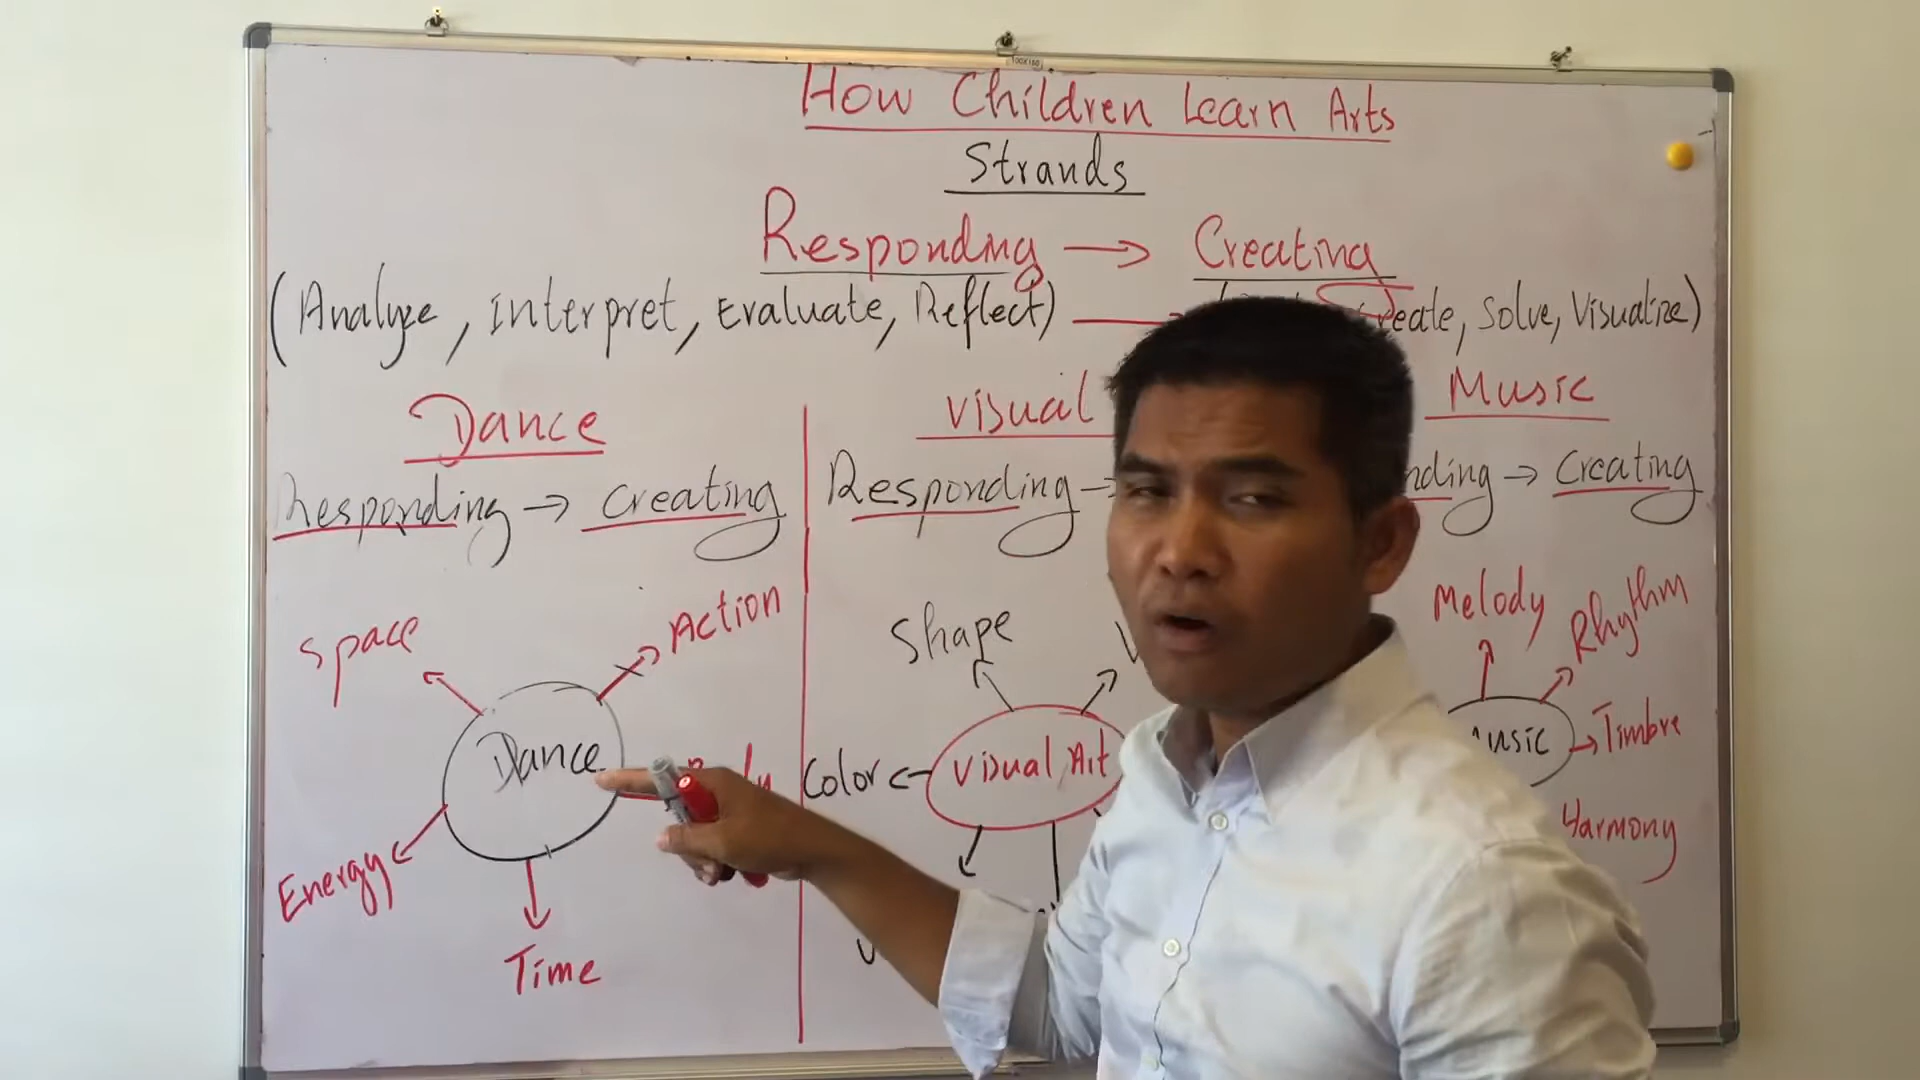 How Children Learn Arts
Strands
Responding → Creating
(Analyze, interpret, Evaluate, Reflect) → create, Solve, Visualize)
Dance
Responding → creating
Space
Action
Dance
Energy
Time
visual
Responding →
Shape
Color ← Visual Art
Music
→ Creating
Melody
Rhythm
→ Timbre
Harmony